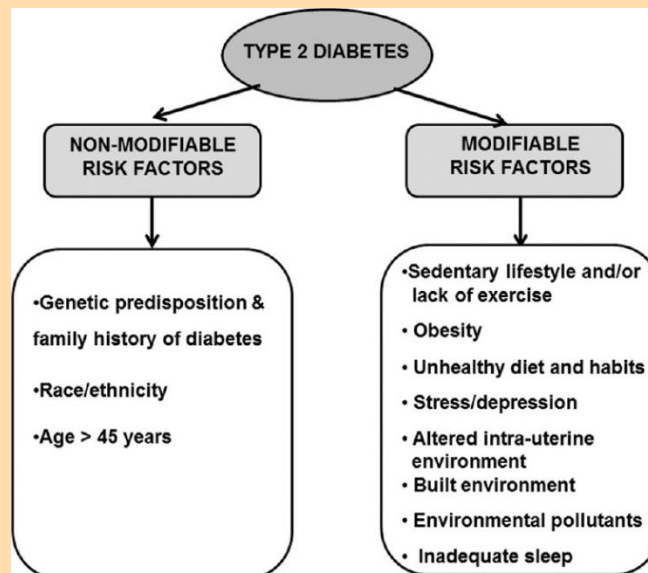 TYPE 2 DIABETES
NON-MODIFIABLE
RISK FACTORS
MODIFIABLE
RISK FACTORS
•Genetic predisposition &
family history of diabetes
•Race/ethnicity
•Age > 45 years
•Sedentary lifestyle and/or
lack of exercise
• Obesity
• Unhealthy diet and habits
• Stress/depression
• Altered intra-uterine
environment
• Built environment
• Environmental pollutants
• Inadequate sleep